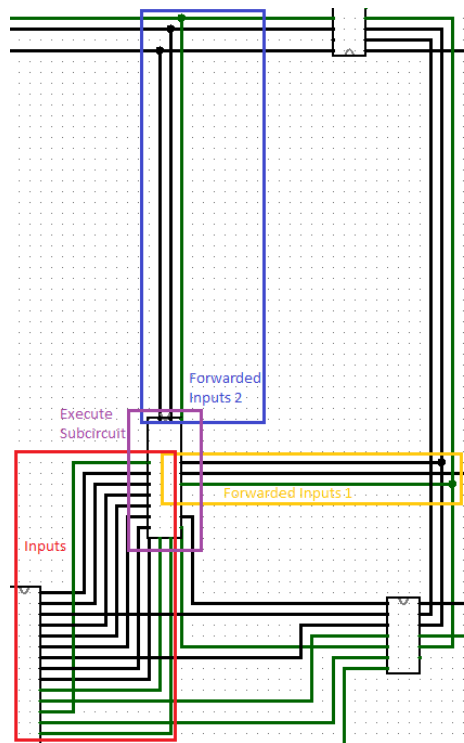 Forwarded
Inputs 2
Execute
Subcircuit
Forwarded Inputs 1
Inputs